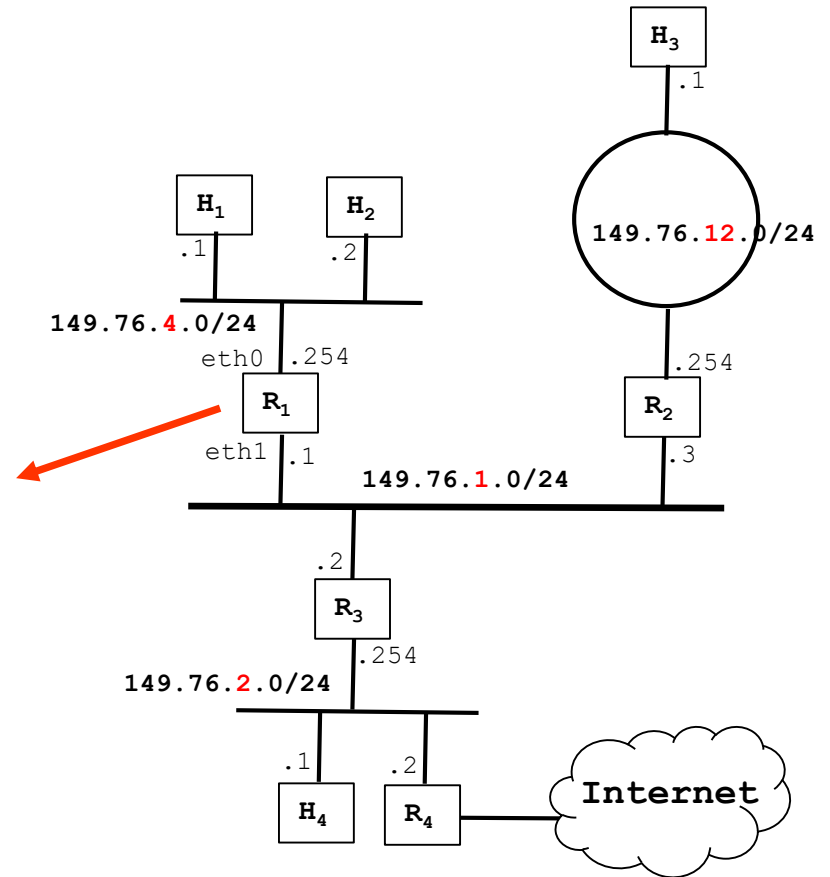 H₃
.1
H₁
H₂
.1
.2
149.76.12.0/24
149.76.4.0/24
eth0
.254
.254
R₁
R₂
eth1
.1
.3
149.76.1.0/24
.2
R₃
.254
149.76.2.0/24
.1
.2
Internet
H₄
R₄